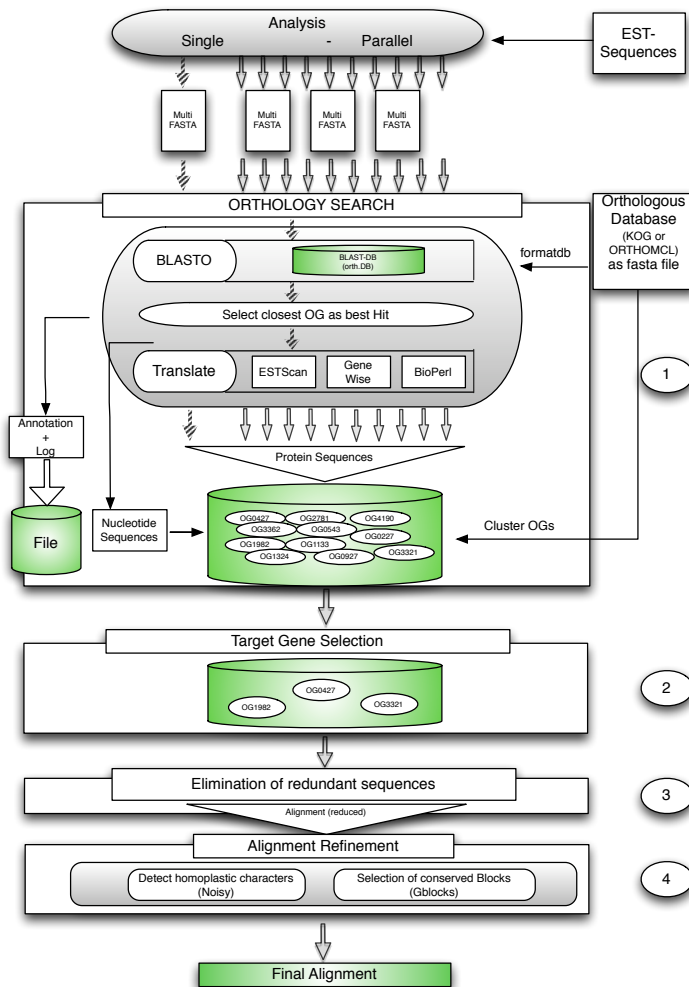 Analysis
Single - Parallel
EST-
Sequences
Multi
FASTA
Multi
FASTA
Multi
FASTA
Multi
FASTA
ORTHOLOGY SEARCH
Orthologous
Database
(KOG or
ORTHOMCL)
as fasta file
formatdb
BLASTO
BLAST-DB
(orth.DB)
Select closest OG as best Hit
Translate
ESTScan
Gene
Wise
BioPerl
1
Annotation
+
Log
Protein Sequences
File
Nucleotide
Sequences
OG0427
OG2781
OG4190
OG3362
OG0543
OG0227
OG1982
OG1133
OG3321
OG1324
OG0927
Cluster OGs
Target Gene Selection
OG0427
OG1982
OG3321
2
Elimination of redundant sequences
Alignment (reduced)
3
Alignment Refinement
Detect homoplastic characters
(Noisy)
Selection of conserved Blocks
(Gblocks)
4
Final Alignment